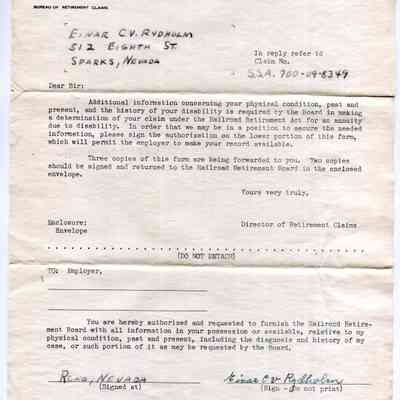 BUREAU OF RETIREMENT CLAIMS
EINAR C.V. RYDHOLM
512 EIGHTH ST.
SPARKS, NEVADA
In reply refer to
Claim No.
S.S.A. 700-09-8349
Dear Sir:
Additional information concerning your physical condition, past and
present, and the history of your disability is required by the Board in making
a determination of your claim under the Railroad Retirement Act for an annuity
due to disability. In order that we may be in a position to secure the needed
information, please sign the authorization on the lower portion of this form,
which will permit the employer to make your record available.
Three copies of this form are being forwarded to you. Two copies
should be signed and returned to the Railroad Retirement Board in the enclosed
envelope.
Yours very truly,
Enclosure:
Envelope
Director of Retirement Claims
(DO NOT DETACH)
TO: Employer,
You are hereby authorized and requested to furnish the Railroad Retire-
ment Board with all information in your possession or available, relative to my
physical condition, past and present, including the diagnosis and history of my
case, or such portion of it as may be requested by the Board.
RENO, NEVADA
Einar C V Rydholm
(Signed at)
(Sign - do not print)